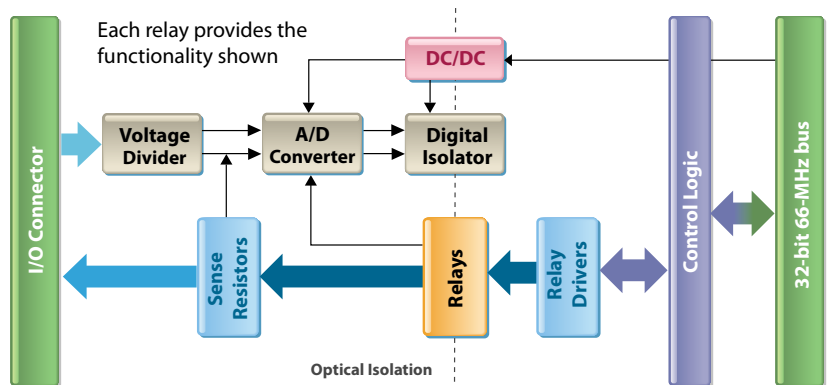 Each relay provides the
functionality shown
DC/DC
Voltage
Divider
A/D
Converter
Digital
Isolator
I/O Connector
Sense
Resistors
Relays
Relay
Drivers
Control Logic
32-bit 66-MHz bus
Optical Isolation